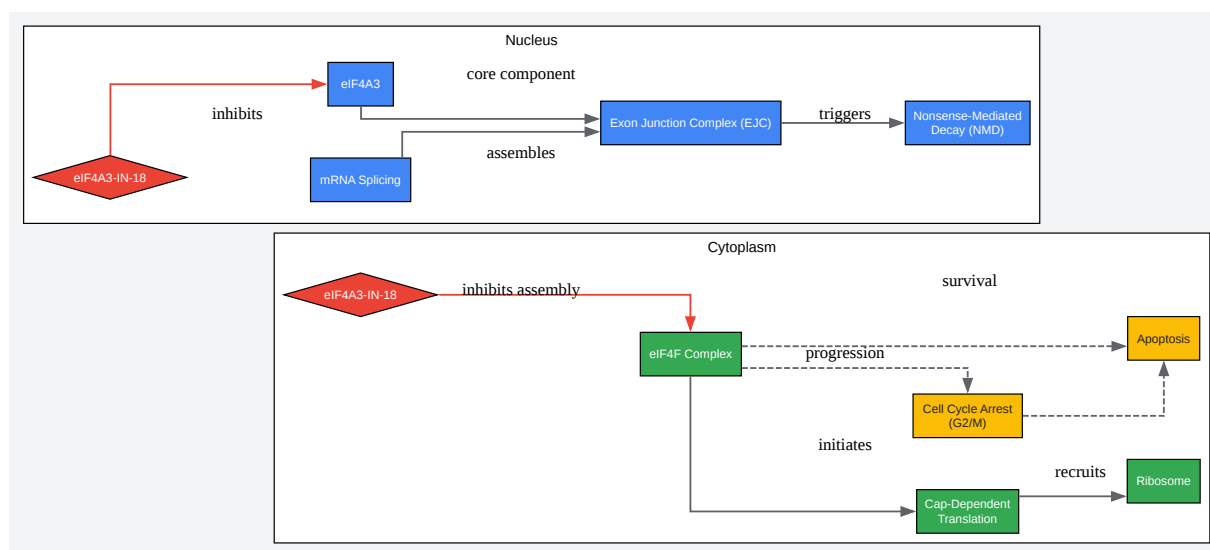 Nucleus
eIF4A3
core component
inhibits
Exon Junction Complex (EJC)
triggers
Nonsense-Mediated
Decay (NMD)
assembles
eIF4A3-IN-18
mRNA Splicing
Cytoplasm
eIF4A3-IN-18
inhibits assembly
survival
eIF4F Complex
progression
Apoptosis
Cell Cycle Arrest
(G2/M)
initiates
recruits
Ribosome
Cap-Dependent
Translation